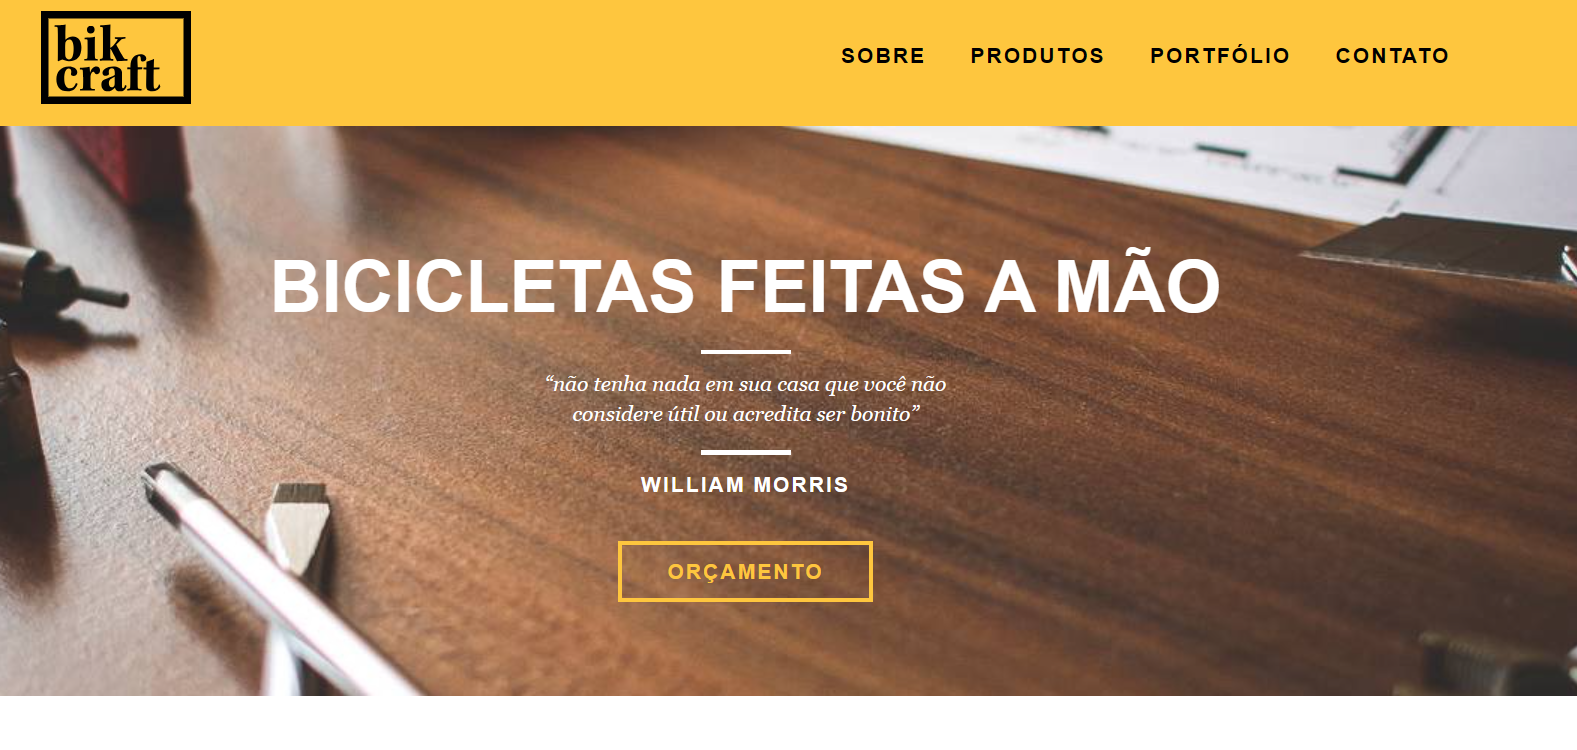 bik
craft
SOBRE PRODUTOS PORTFÓLIO CONTATO
BICICLETAS FEITAS A MÃO
“não tenha nada em sua casa que você não
considere útil ou acredita ser bonito”
WILLIAM MORRIS
ORÇAMENTO